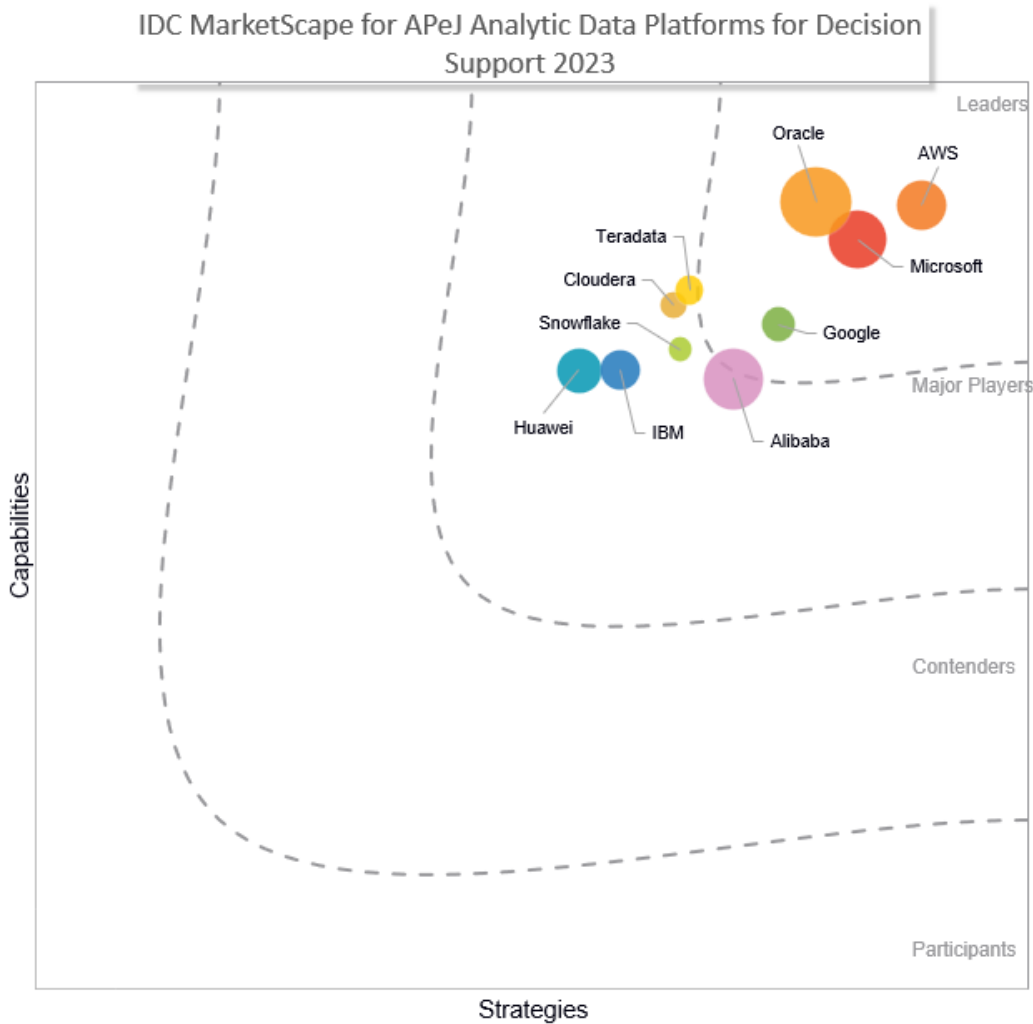 IDC MarketScape for APeJ Analytic Data Platforms for Decision
Support 2023
Leaders
Oracle
AWS
Teradata
Microsoft
Cloudera
Snowflake
Google
Major Players
Huawei
IBM
Alibaba
Capabilities
Contenders
Participants
Strategies